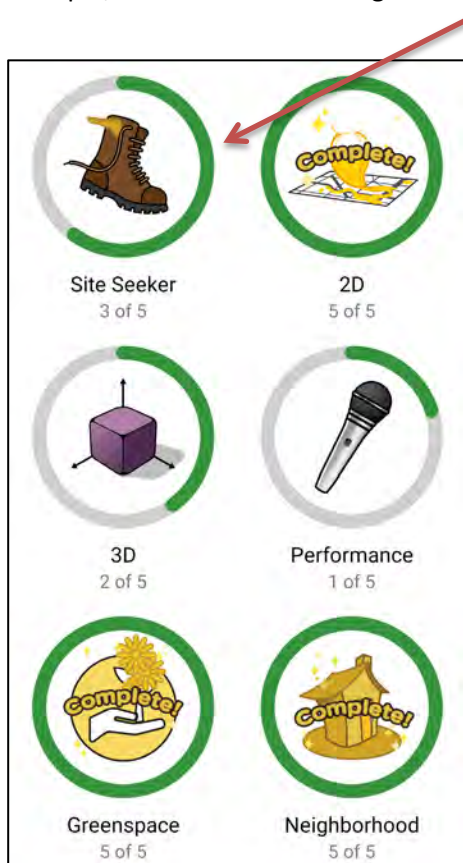 Complete!
Site Seeker
2D
3 of 5
5 of 5
3D
Performance
2 of 5
1 of 5
Complete!
Complete!
Greenspace
Neighborhood
5 of 5
5 of 5